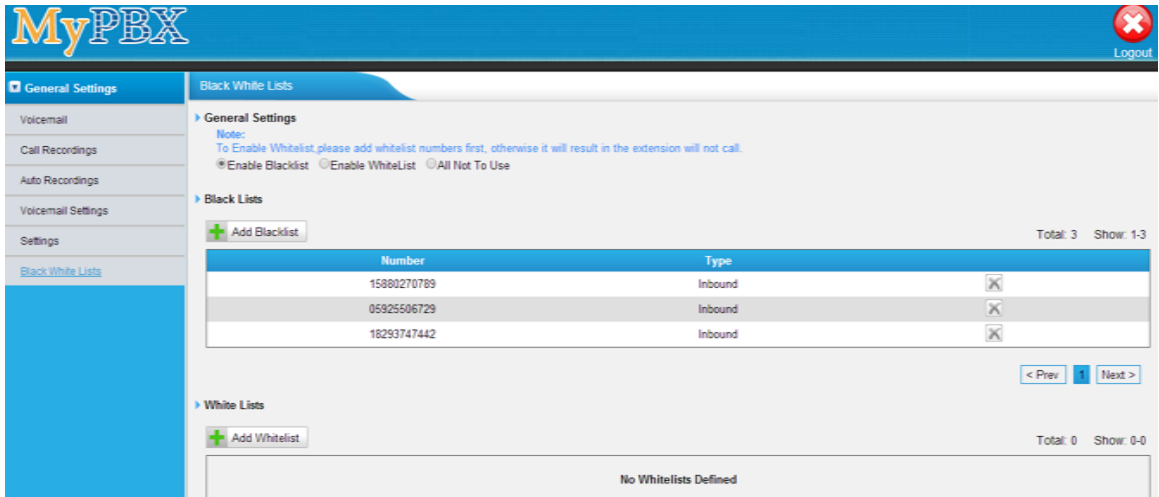 MyPBX
Logout
General Settings
Voicemail
Call Recordings
Auto Recordings
Voicemail Settings
Settings
Black White Lists
Black White Lists
General Settings
Note:
To Enable Whitelist,please add whitelist numbers first, otherwise it will result in the extension will not call.
Enable Blacklist Enable WhiteList All Not To Use
Black Lists
Add Blacklist Total: 3 Show: 1-3
Number Type
15880270789 Inbound
05925506729 Inbound
18293747442 Inbound
< Prev 1 Next >
White Lists
Add Whitelist Total: 0 Show: 0-0
No Whitelists Defined